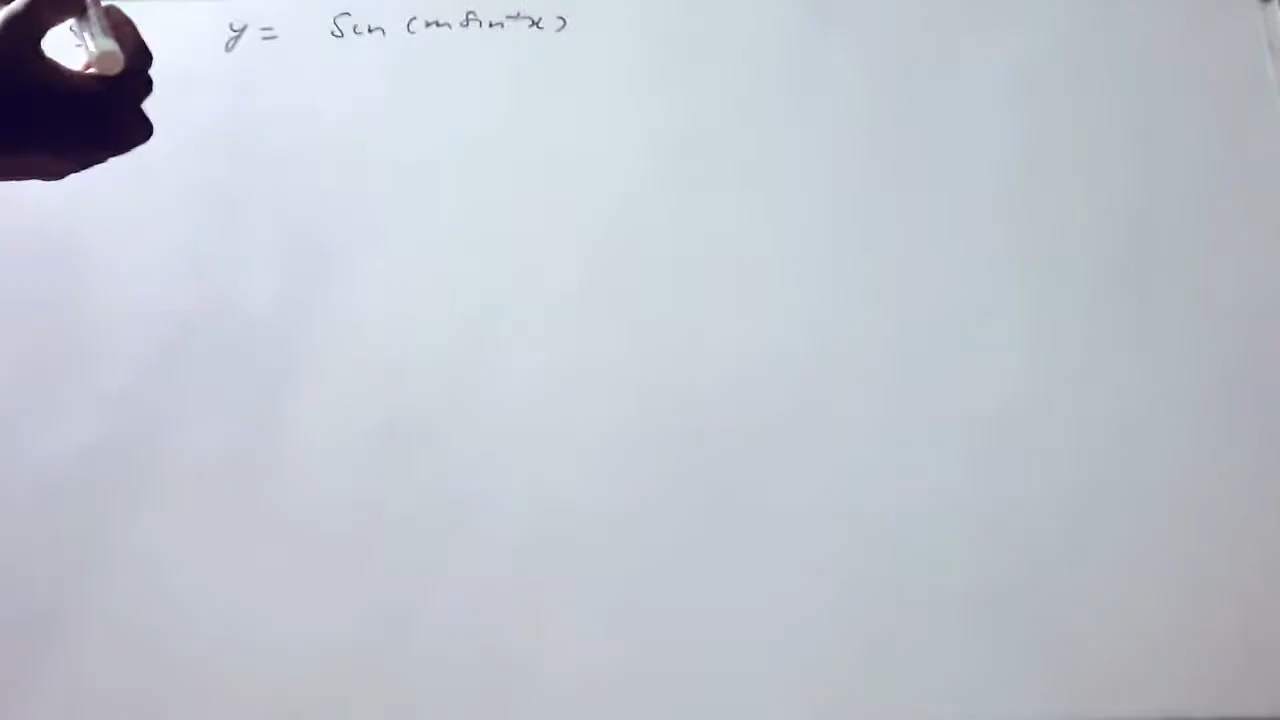 y = Sin (m sin⁻¹x)